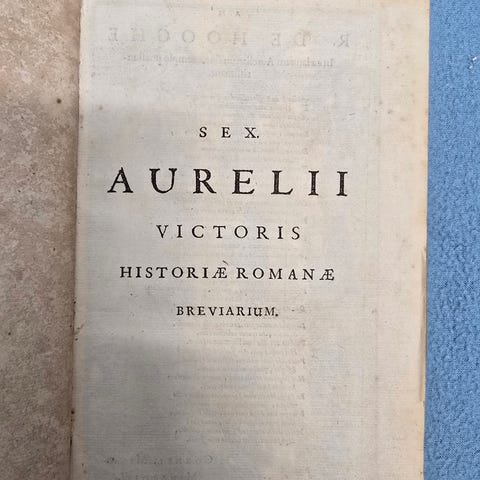 SEX.
AURELII
VICTORIS
HISTORIÆ ROMANÆ
BREVIARIUM.